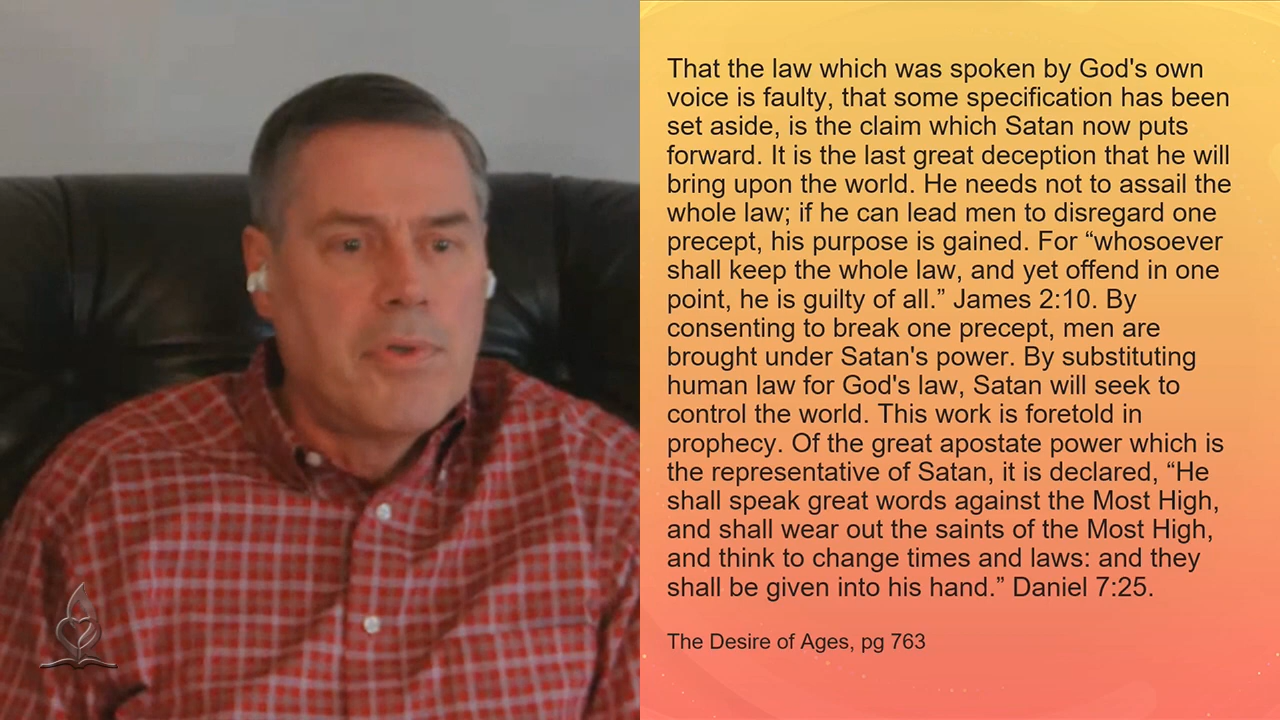 That the law which was spoken by God's own
voice is faulty, that some specification has been
set aside, is the claim which Satan now puts
forward. It is the last great deception that he will
bring upon the world. He needs not to assail the
whole law; if he can lead men to disregard one
precept, his purpose is gained. For “whosoever
shall keep the whole law, and yet offend in one
point, he is guilty of all.” James 2:10. By
consenting to break one precept, men are
brought under Satan's power. By substituting
human law for God's law, Satan will seek to
control the world. This work is foretold in
prophecy. Of the great apostate power which is
the representative of Satan, it is declared, “He
shall speak great words against the Most High,
and shall wear out the saints of the Most High,
and think to change times and laws: and they
shall be given into his hand.” Daniel 7:25.
The Desire of Ages, pg 763